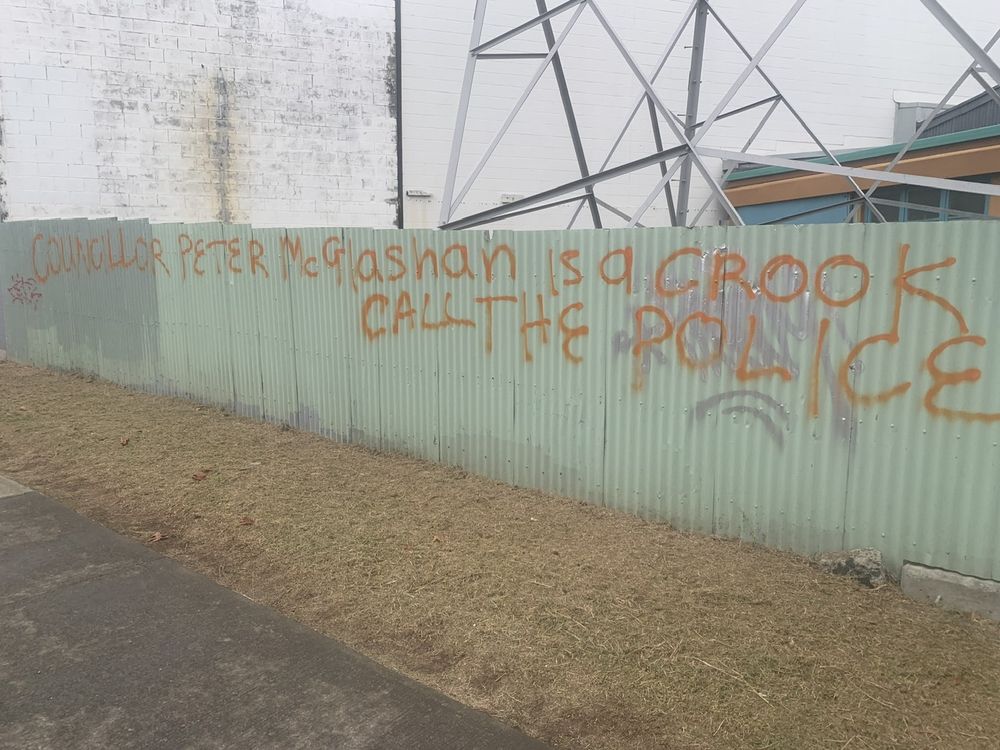 COUNCILLOR PETER McGlashan is a CROOK
CALL THE POLICE